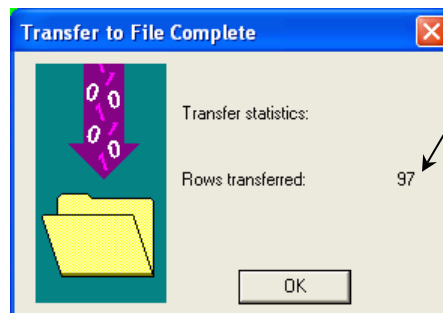 Transfer to File Complete
Transfer statistics:
Rows transferred: 97
OK